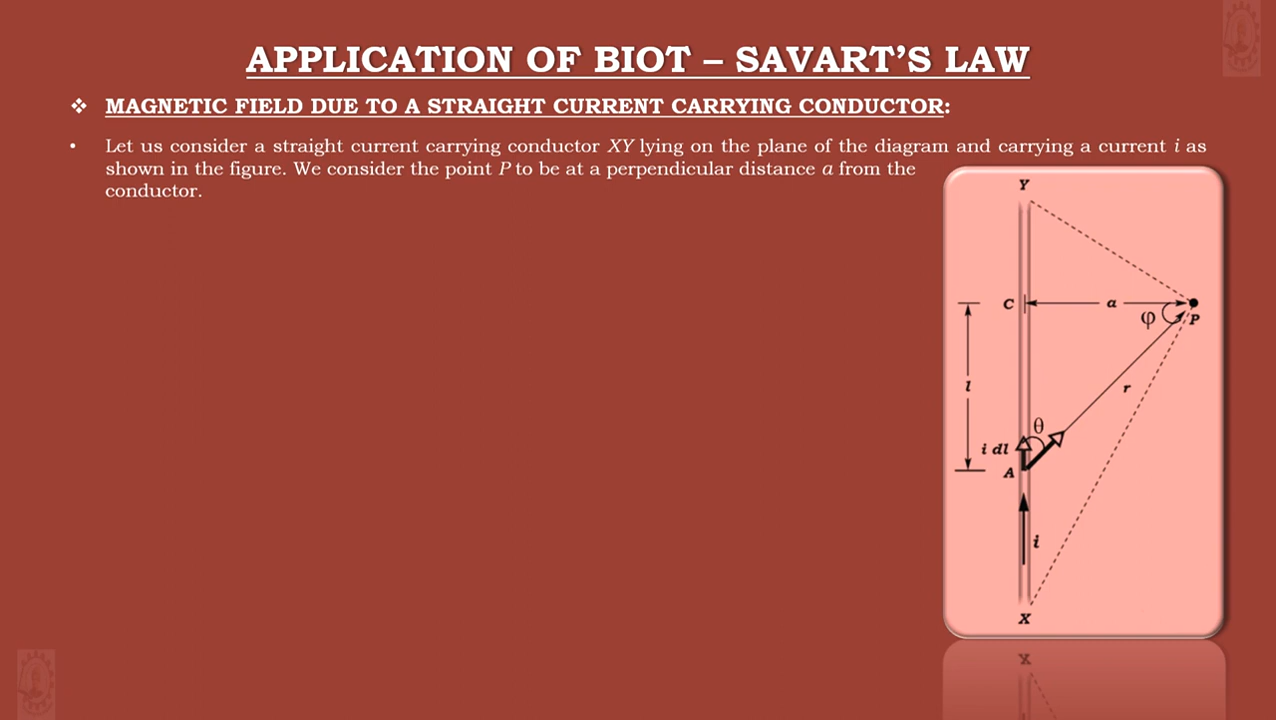 APPLICATION OF BIOT – SAVART’S LAW
❖ MAGNETIC FIELD DUE TO A STRAIGHT CURRENT CARRYING CONDUCTOR:
• Let us consider a straight current carrying conductor XY lying on the plane of the diagram and carrying a current i as
shown in the figure. We consider the point P to be at a perpendicular distance a from the
conductor.
Y
C a
φ P
l r
θ
i dl
A
i
X
X